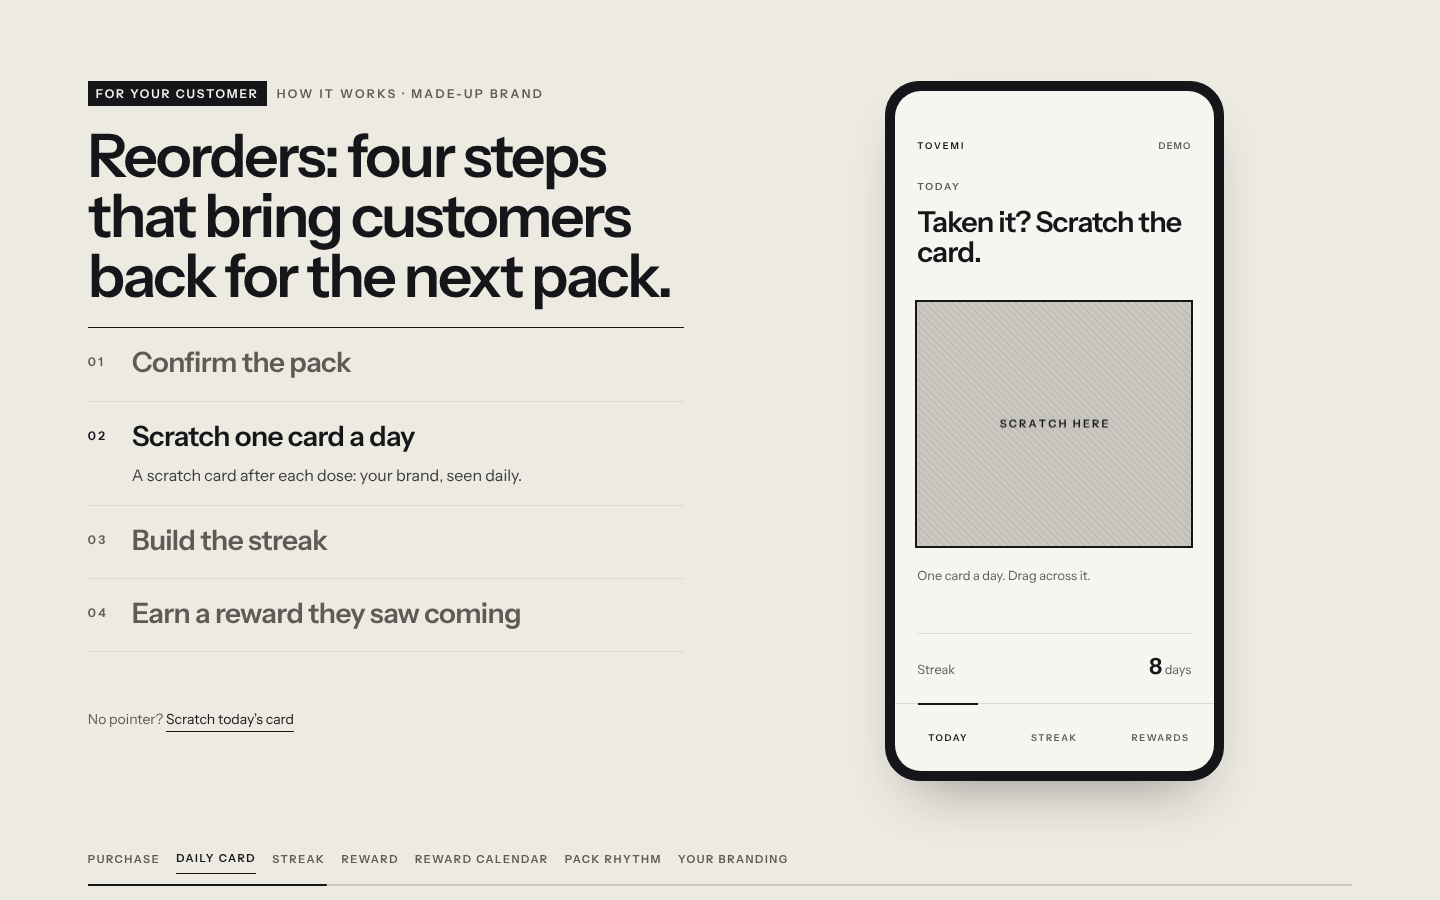 FOR YOUR CUSTOMER HOW IT WORKS · MADE-UP BRAND
Reorders: four steps
that bring customers
back for the next pack.
01 Confirm the pack
02 Scratch one card a day
A scratch card after each dose: your brand, seen daily.
03 Build the streak
04 Earn a reward they saw coming
No pointer? Scratch today’s card
TOVEMI DEMO
TODAY
Taken it? Scratch the
card.
SCRATCH HERE
One card a day. Drag across it.
Streak 8 days
TODAY STREAK REWARDS
PURCHASE DAILY CARD STREAK REWARD REWARD CALENDAR PACK RHYTHM YOUR BRANDING